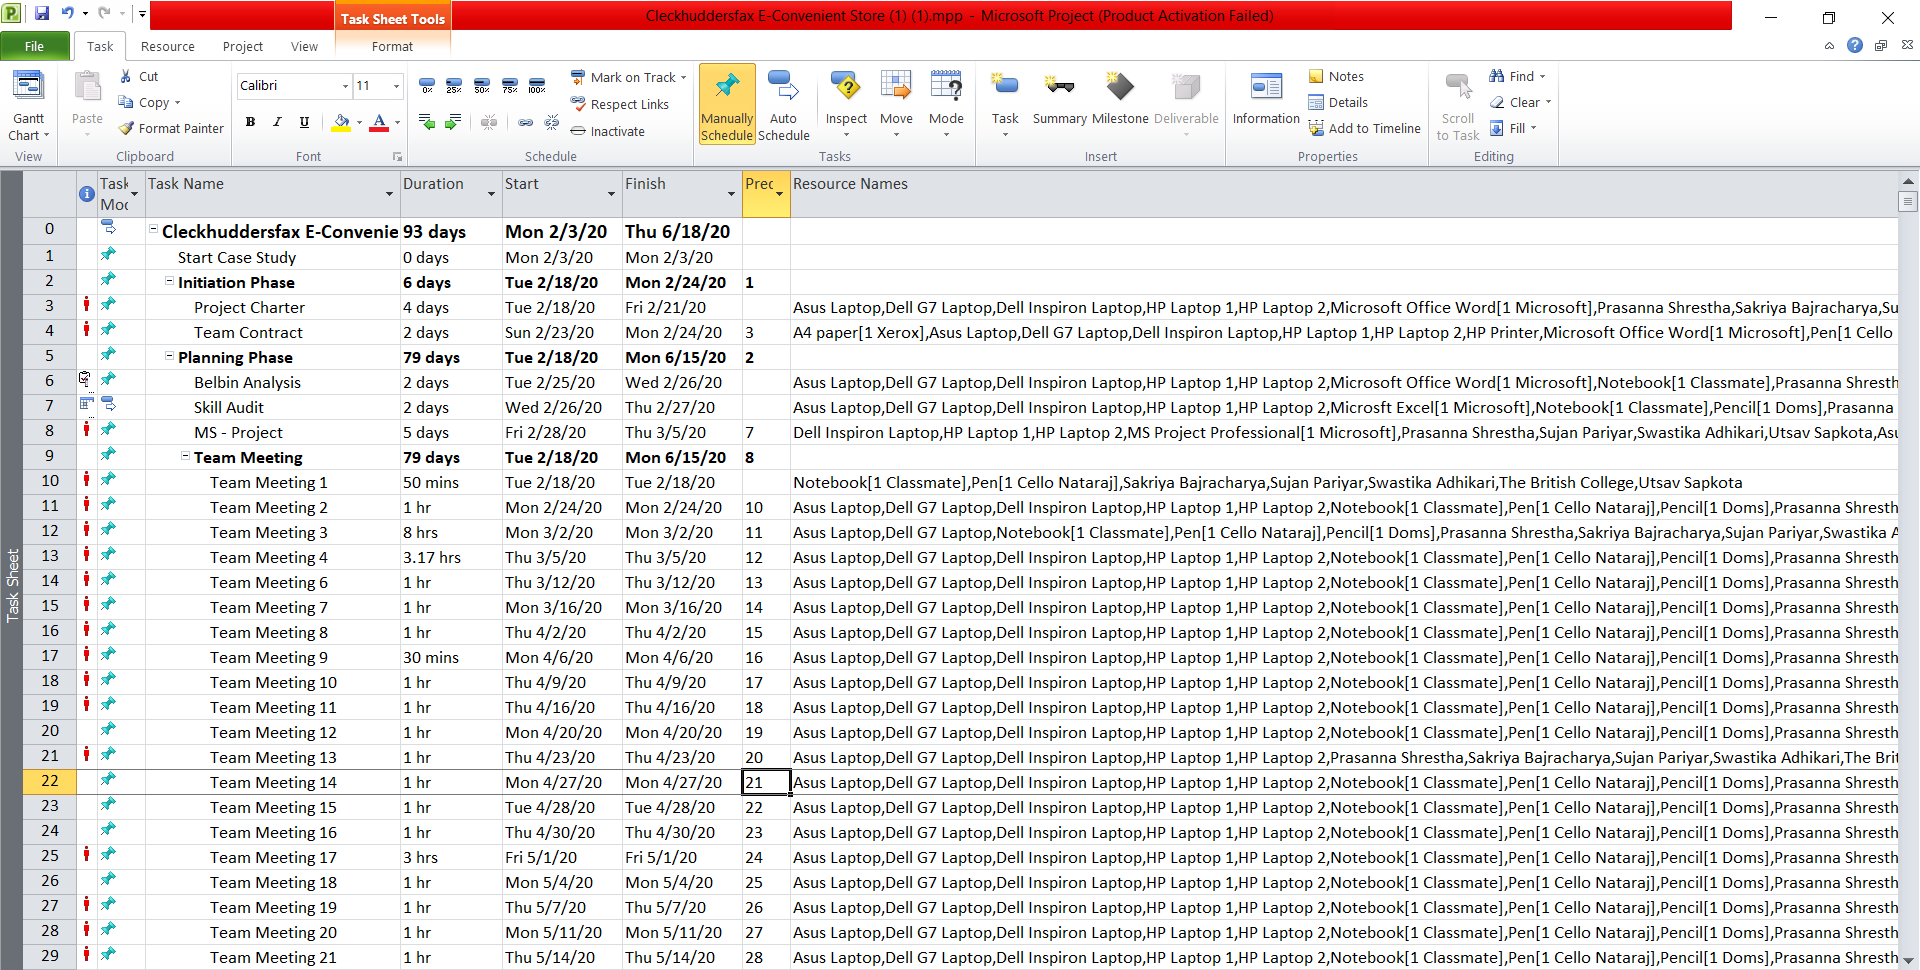 Task Sheet Tools
Cleckhuddersfax E-Convenient Store (1) (1).mpp - Microsoft Project (Product Activation Failed)
File Task Resource Project View Format
Gantt Chart
View
Paste
Cut
Copy
Format Painter
Clipboard
Calibri 11
B I U A
Font
0% 25% 50% 75% 100%
Mark on Track
Respect Links
Inactivate
Schedule
Manually Schedule
Auto Schedule
Inspect Move Mode
Tasks
Task Summary Milestone Deliverable
Insert
Information
Notes
Details
Add to Timeline
Properties
Scroll to Task
Find
Clear
Fill
Editing
Task Mod Task Name Duration Start Finish Prec Resource Names
0 Cleckhuddersfax E-Convenie 93 days Mon 2/3/20 Thu 6/18/20
1 Start Case Study 0 days Mon 2/3/20 Mon 2/3/20
2 Initiation Phase 6 days Tue 2/18/20 Mon 2/24/20 1
3 Project Charter 4 days Tue 2/18/20 Fri 2/21/20 Asus Laptop,Dell G7 Laptop,Dell Inspiron Laptop,HP Laptop 1,HP Laptop 2,Microsoft Office Word[1 Microsoft],Prasanna Shrestha,Sakriya Bajracharya,Su
4 Team Contract 2 days Sun 2/23/20 Mon 2/24/20 3 A4 paper[1 Xerox],Asus Laptop,Dell G7 Laptop,Dell Inspiron Laptop,HP Laptop 1,HP Laptop 2,HP Printer,Microsoft Office Word[1 Microsoft],Pen[1 Cello
5 Planning Phase 79 days Tue 2/18/20 Mon 6/15/20 2
6 Belbin Analysis 2 days Tue 2/25/20 Wed 2/26/20 Asus Laptop,Dell G7 Laptop,Dell Inspiron Laptop,HP Laptop 1,HP Laptop 2,Microsoft Office Word[1 Microsoft],Notebook[1 Classmate],Prasanna Shresth
7 Skill Audit 2 days Wed 2/26/20 Thu 2/27/20 Asus Laptop,Dell G7 Laptop,Dell Inspiron Laptop,HP Laptop 1,HP Laptop 2,Microsft Excel[1 Microsoft],Notebook[1 Classmate],Pencil[1 Doms],Prasanna
8 MS - Project 5 days Fri 2/28/20 Thu 3/5/20 7 Dell Inspiron Laptop,HP Laptop 1,HP Laptop 2,MS Project Professional[1 Microsoft],Prasanna Shrestha,Sujan Pariyar,Swastika Adhikari,Utsav Sapkota,Asu
9 Team Meeting 79 days Tue 2/18/20 Mon 6/15/20 8
10 Team Meeting 1 50 mins Tue 2/18/20 Tue 2/18/20 Notebook[1 Classmate],Pen[1 Cello Nataraj],Sakriya Bajracharya,Sujan Pariyar,Swastika Adhikari,The British College,Utsav Sapkota
11 Team Meeting 2 1 hr Mon 2/24/20 Mon 2/24/20 10 Asus Laptop,Dell G7 Laptop,Dell Inspiron Laptop,HP Laptop 1,HP Laptop 2,Notebook[1 Classmate],Pen[1 Cello Nataraj],Pencil[1 Doms],Prasanna Shresth
12 Team Meeting 3 8 hrs Mon 3/2/20 Mon 3/2/20 11 Asus Laptop,Dell G7 Laptop,Notebook[1 Classmate],Pen[1 Cello Nataraj],Pencil[1 Doms],Prasanna Shrestha,Sakriya Bajracharya,Sujan Pariyar,Swastika A
13 Team Meeting 4 3.17 hrs Thu 3/5/20 Thu 3/5/20 12 Asus Laptop,Dell G7 Laptop,Dell Inspiron Laptop,HP Laptop 1,HP Laptop 2,Notebook[1 Classmate],Pen[1 Cello Nataraj],Pencil[1 Doms],Prasanna Shresth
14 Team Meeting 6 1 hr Thu 3/12/20 Thu 3/12/20 13 Asus Laptop,Dell G7 Laptop,Dell Inspiron Laptop,HP Laptop 1,HP Laptop 2,Notebook[1 Classmate],Pen[1 Cello Nataraj],Pencil[1 Doms],Prasanna Shresth
15 Team Meeting 7 1 hr Mon 3/16/20 Mon 3/16/20 14 Asus Laptop,Dell G7 Laptop,Dell Inspiron Laptop,HP Laptop 1,HP Laptop 2,Notebook[1 Classmate],Pen[1 Cello Nataraj],Pencil[1 Doms],Prasanna Shresth
16 Team Meeting 8 1 hr Thu 4/2/20 Thu 4/2/20 15 Asus Laptop,Dell G7 Laptop,Dell Inspiron Laptop,HP Laptop 1,HP Laptop 2,Notebook[1 Classmate],Pen[1 Cello Nataraj],Pencil[1 Doms],Prasanna Shresth
17 Team Meeting 9 30 mins Mon 4/6/20 Mon 4/6/20 16 Asus Laptop,Dell G7 Laptop,Dell Inspiron Laptop,HP Laptop 1,HP Laptop 2,Notebook[1 Classmate],Pen[1 Cello Nataraj],Pencil[1 Doms],Prasanna Shresth
18 Team Meeting 10 1 hr Thu 4/9/20 Thu 4/9/20 17 Asus Laptop,Dell G7 Laptop,Dell Inspiron Laptop,HP Laptop 1,HP Laptop 2,Notebook[1 Classmate],Pen[1 Cello Nataraj],Pencil[1 Doms],Prasanna Shresth
19 Team Meeting 11 1 hr Thu 4/16/20 Thu 4/16/20 18 Asus Laptop,Dell G7 Laptop,Dell Inspiron Laptop,HP Laptop 1,HP Laptop 2,Notebook[1 Classmate],Pen[1 Cello Nataraj],Pencil[1 Doms],Prasanna Shresth
20 Team Meeting 12 1 hr Mon 4/20/20 Mon 4/20/20 19 Asus Laptop,Dell G7 Laptop,Dell Inspiron Laptop,HP Laptop 1,HP Laptop 2,Notebook[1 Classmate],Pen[1 Cello Nataraj],Pencil[1 Doms],Prasanna Shresth
21 Team Meeting 13 1 hr Thu 4/23/20 Thu 4/23/20 20 Asus Laptop,Dell G7 Laptop,Dell Inspiron Laptop,HP Laptop 1,HP Laptop 2,Prasanna Shrestha,Sakriya Bajracharya,Sujan Pariyar,Swastika Adhikari,The Brit
22 Team Meeting 14 1 hr Mon 4/27/20 Mon 4/27/20 21 Asus Laptop,Dell G7 Laptop,Dell Inspiron Laptop,HP Laptop 1,HP Laptop 2,Notebook[1 Classmate],Pen[1 Cello Nataraj],Pencil[1 Doms],Prasanna Shresth
23 Team Meeting 15 1 hr Tue 4/28/20 Tue 4/28/20 22 Asus Laptop,Dell G7 Laptop,Dell Inspiron Laptop,HP Laptop 1,HP Laptop 2,Notebook[1 Classmate],Pen[1 Cello Nataraj],Pencil[1 Doms],Prasanna Shresth
24 Team Meeting 16 1 hr Thu 4/30/20 Thu 4/30/20 23 Asus Laptop,Dell G7 Laptop,Dell Inspiron Laptop,HP Laptop 1,HP Laptop 2,Notebook[1 Classmate],Pen[1 Cello Nataraj],Pencil[1 Doms],Prasanna Shresth
25 Team Meeting 17 3 hrs Fri 5/1/20 Fri 5/1/20 24 Asus Laptop,Dell G7 Laptop,Dell Inspiron Laptop,HP Laptop 1,HP Laptop 2,Notebook[1 Classmate],Pen[1 Cello Nataraj],Pencil[1 Doms],Prasanna Shresth
26 Team Meeting 18 1 hr Mon 5/4/20 Mon 5/4/20 25 Asus Laptop,Dell G7 Laptop,Dell Inspiron Laptop,HP Laptop 1,HP Laptop 2,Notebook[1 Classmate],Pen[1 Cello Nataraj],Pencil[1 Doms],Prasanna Shresth
27 Team Meeting 19 1 hr Thu 5/7/20 Thu 5/7/20 26 Asus Laptop,Dell G7 Laptop,Dell Inspiron Laptop,HP Laptop 1,HP Laptop 2,Notebook[1 Classmate],Pen[1 Cello Nataraj],Pencil[1 Doms],Prasanna Shresth
28 Team Meeting 20 1 hr Mon 5/11/20 Mon 5/11/20 27 Asus Laptop,Dell G7 Laptop,Dell Inspiron Laptop,HP Laptop 1,HP Laptop 2,Notebook[1 Classmate],Pen[1 Cello Nataraj],Pencil[1 Doms],Prasanna Shresth
29 Team Meeting 21 1 hr Thu 5/14/20 Thu 5/14/20 28 Asus Laptop,Dell G7 Laptop,Dell Inspiron Laptop,HP Laptop 1,HP Laptop 2,Notebook[1 Classmate],Pen[1 Cello Nataraj],Pencil[1 Doms],Prasanna Shresth
Task Sheet